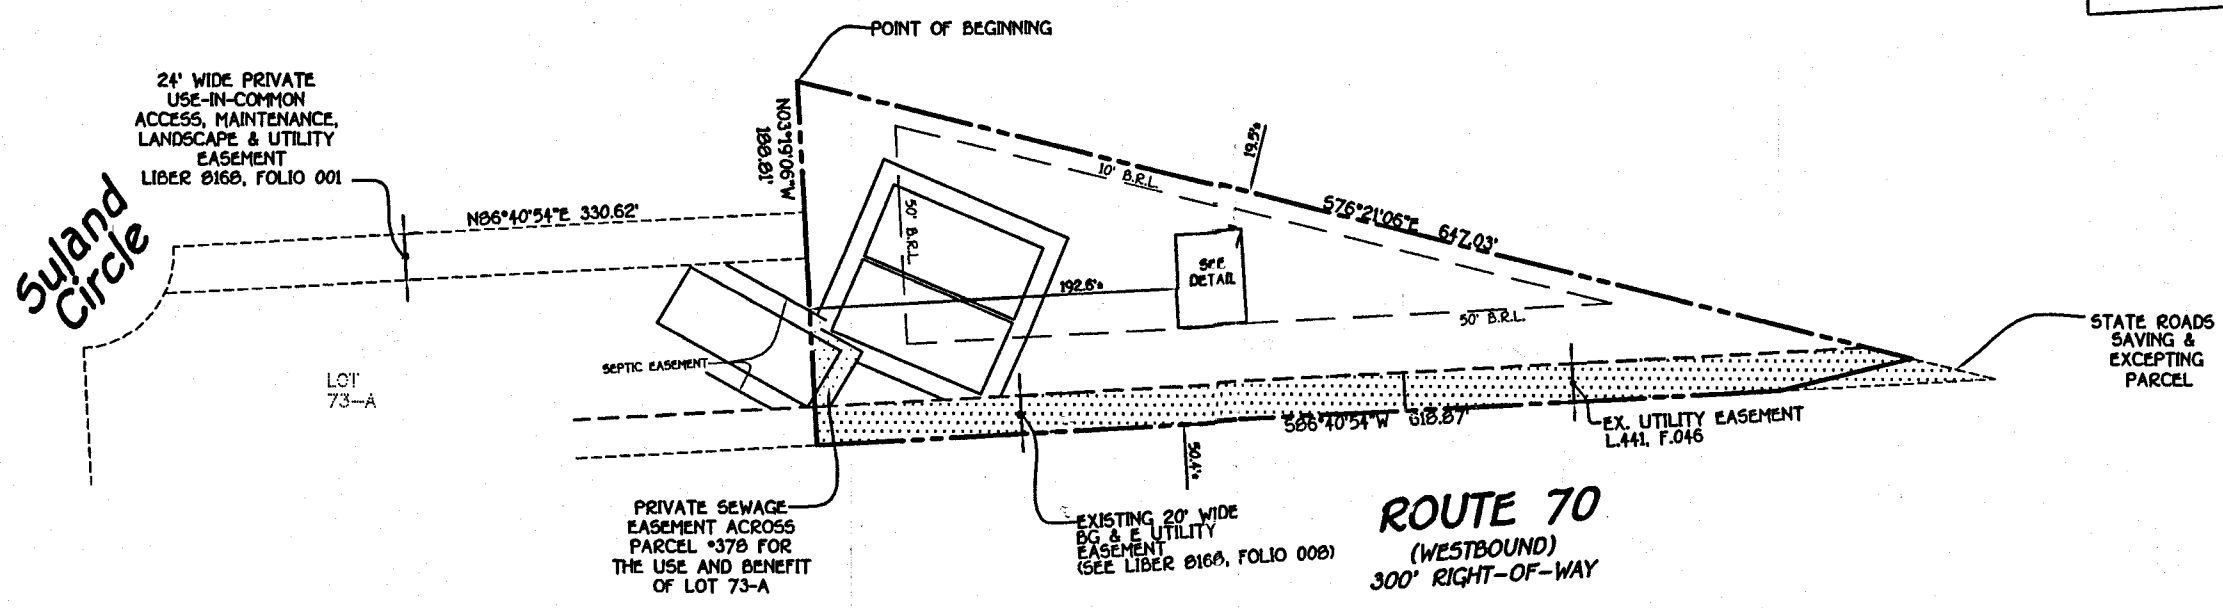 POINT OF BEGINNING
24' WIDE PRIVATE
USE-IN-COMMON
ACCESS, MAINTENANCE,
LANDSCAPE & UTILITY
EASEMENT
LIBER 8168, FOLIO 001
Suland
Circle
N86°40'54"E 330.62'
N03°19'06"W
188.81'
50' B.R.L.
10' B.R.L.
19.5'±
S76°21'06"E 647.03'
SEE
DETAIL
192.6'±
50' B.R.L.
STATE ROADS
SAVING &
EXCEPTING
PARCEL
SEPTIC EASEMENT
LOT
73-A
S86°40'54"W 618.87'
EX. UTILITY EASEMENT
L.441, F.046
50.4'±
PRIVATE SEWAGE
EASEMENT ACROSS
PARCEL #378 FOR
THE USE AND BENEFIT
OF LOT 73-A
EXISTING 20' WIDE
BG & E UTILITY
EASEMENT
(SEE LIBER 8168, FOLIO 008)
ROUTE 70
(WESTBOUND)
300' RIGHT-OF-WAY